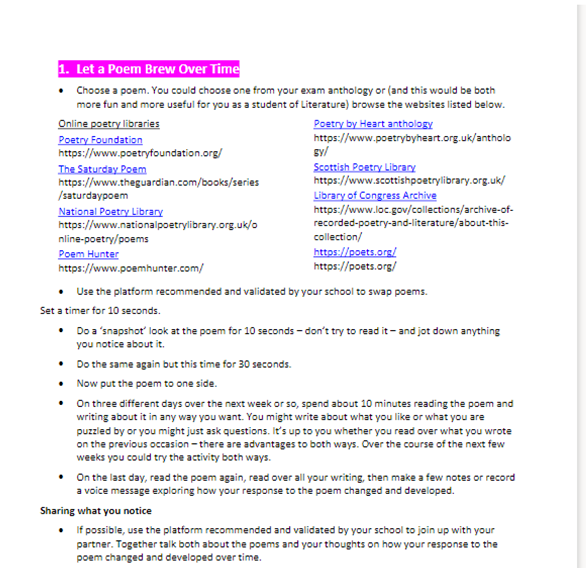 1. Let a Poem Brew Over Time
• Choose a poem. You could choose one from your exam anthology or (and this would be both
more fun and more useful for you as a student of Literature) browse the websites listed below.
Online poetry libraries
Poetry Foundation
https://www.poetryfoundation.org/
The Saturday Poem
https://www.theguardian.com/books/series
/saturdaypoem
National Poetry Library
https://www.nationalpoetrylibrary.org.uk/o
nline-poetry/poems
Poem Hunter
https://www.poemhunter.com/
Poetry by Heart anthology
https://www.poetrybyheart.org.uk/antholo
gy/
Scottish Poetry Library
https://www.scottishpoetrylibrary.org.uk/
Library of Congress Archive
https://www.loc.gov/collections/archive-of-
recorded-poetry-and-literature/about-this-
collection/
https://poets.org/
https://poets.org/
• Use the platform recommended and validated by your school to swap poems.
Set a timer for 10 seconds.
• Do a ‘snapshot’ look at the poem for 10 seconds – don’t try to read it – and jot down anything
you notice about it.
• Do the same again but this time for 30 seconds.
• Now put the poem to one side.
• On three different days over the next week or so, spend about 10 minutes reading the poem and
writing about it in any way you want. You might write about what you like or what you are
puzzled by or you might just ask questions. It’s up to you whether you read over what you wrote
on the previous occasion – there are advantages to both ways. Over the course of the next few
weeks you could try the activity both ways.
• On the last day, read the poem again, read over all your writing, then make a few notes or record
a voice message exploring how your response to the poem changed and developed.
Sharing what you notice
• If possible, use the platform recommended and validated by your school to join up with your
partner. Together talk both about the poems and your thoughts on how your response to the
poem changed and developed over time.